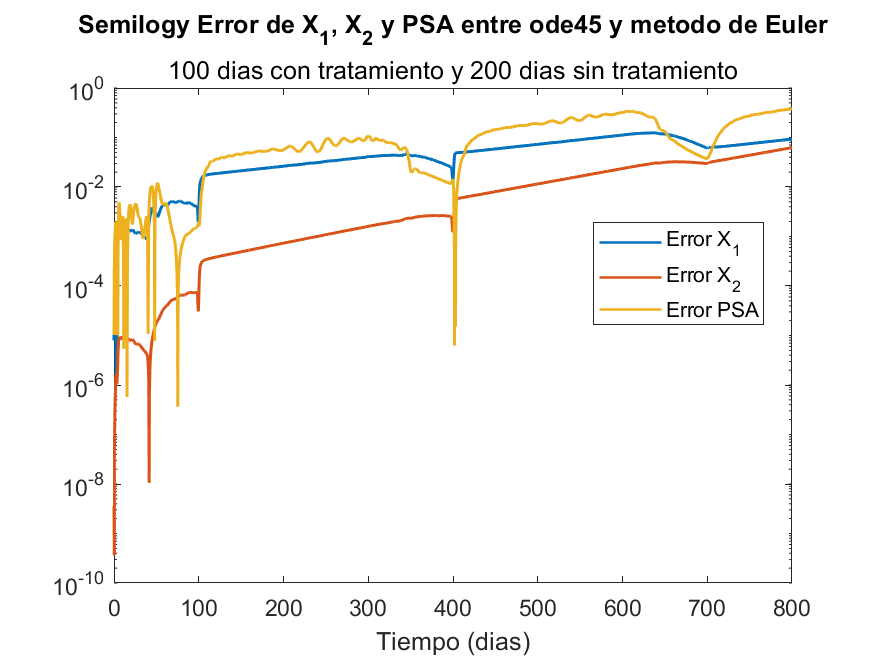 Semilogy Error de X₁, X₂ y PSA entre ode45 y metodo de Euler
100 dias con tratamiento y 200 dias sin tratamiento
10⁰
10⁻²
10⁻⁴
10⁻⁶
10⁻⁸
10⁻¹⁰
Error X₁
Error X₂
Error PSA
0 100 200 300 400 500 600 700 800
Tiempo (dias)